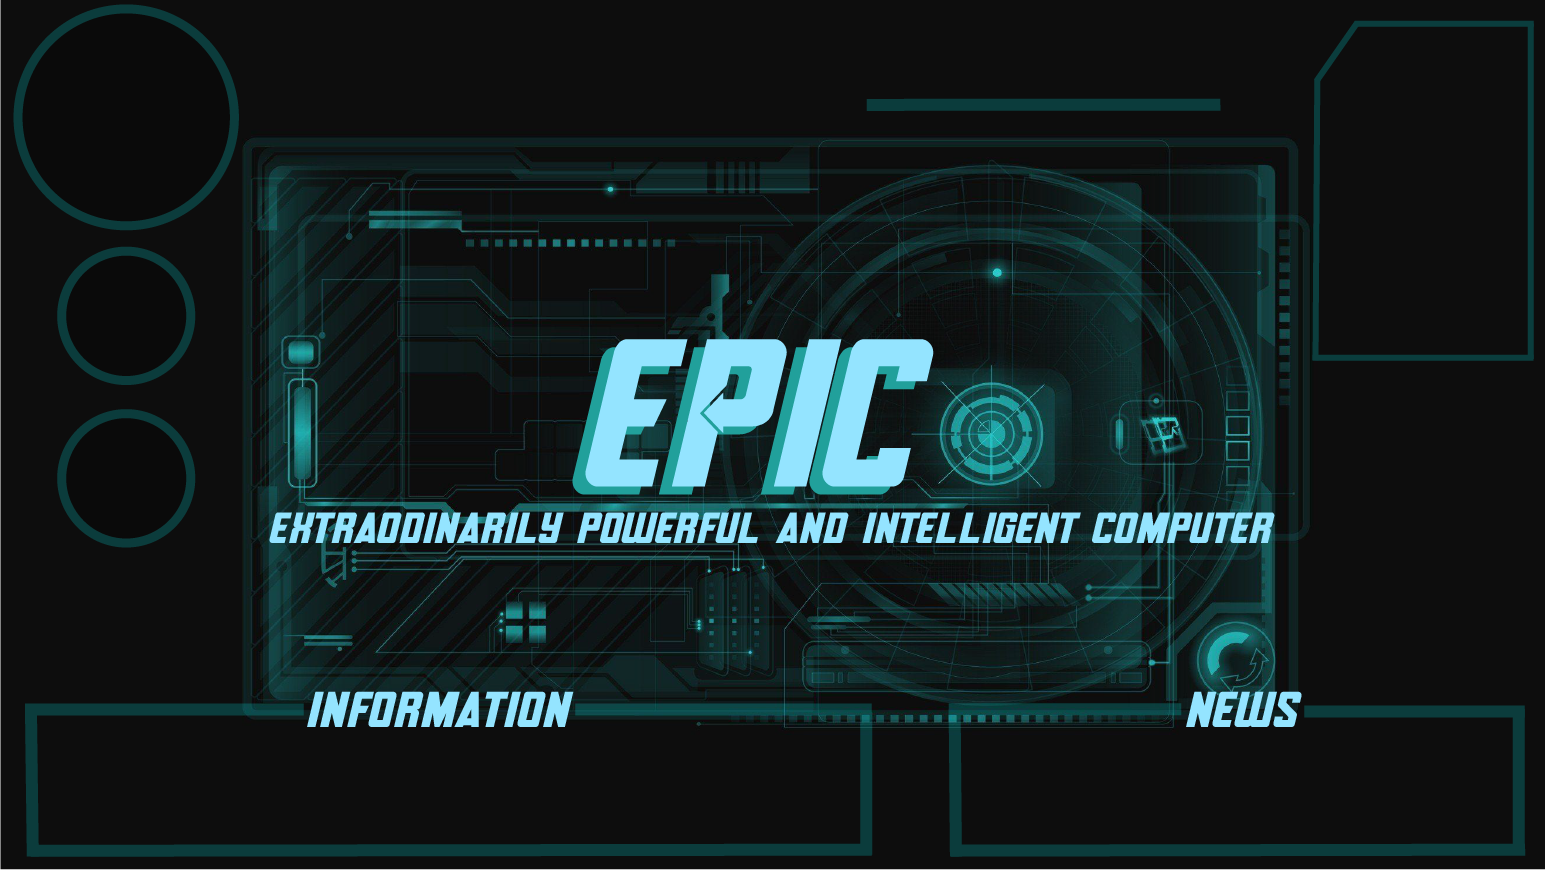 EPIC
EXTRAODINARILY POWERFUL AND INTELLIGENT COMPUTER
INFORMATION
NEWS